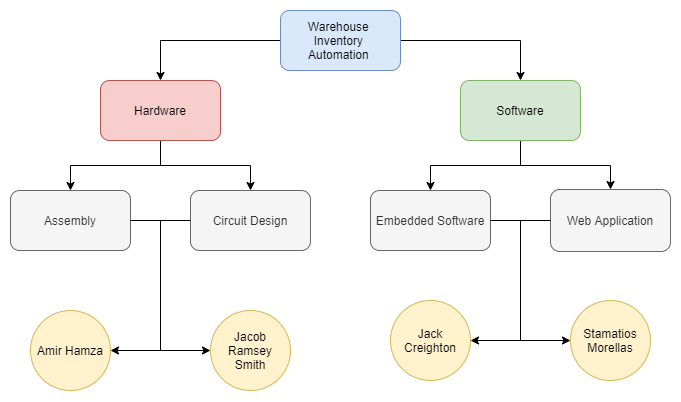 Warehouse
Inventory
Automation
Hardware
Software
Assembly
Circuit Design
Embedded Software
Web Application
Amir Hamza
Jacob
Ramsey
Smith
Jack
Creighton
Stamatios
Morellas